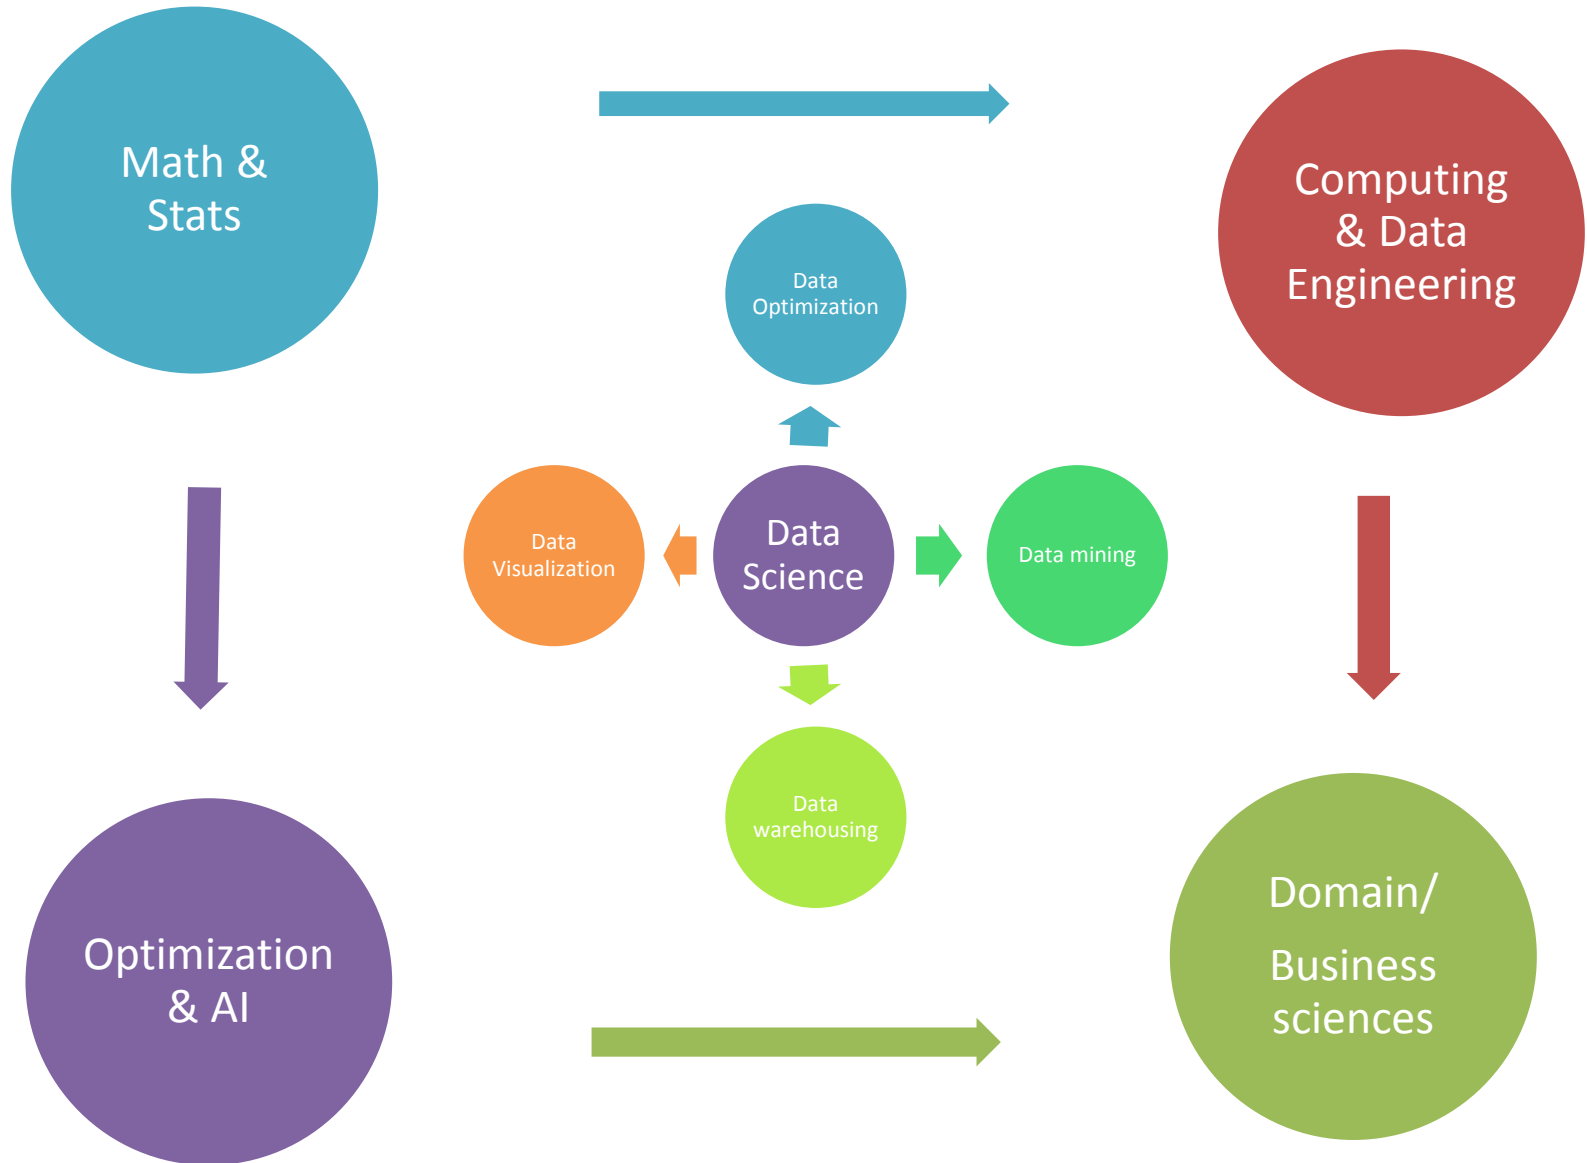 Math &
Stats
Computing
& Data
Engineering
Data
Optimization
Data
Visualization
Data
Science
Data mining
Data
warehousing
Optimization
& AI
Domain/
Business
sciences